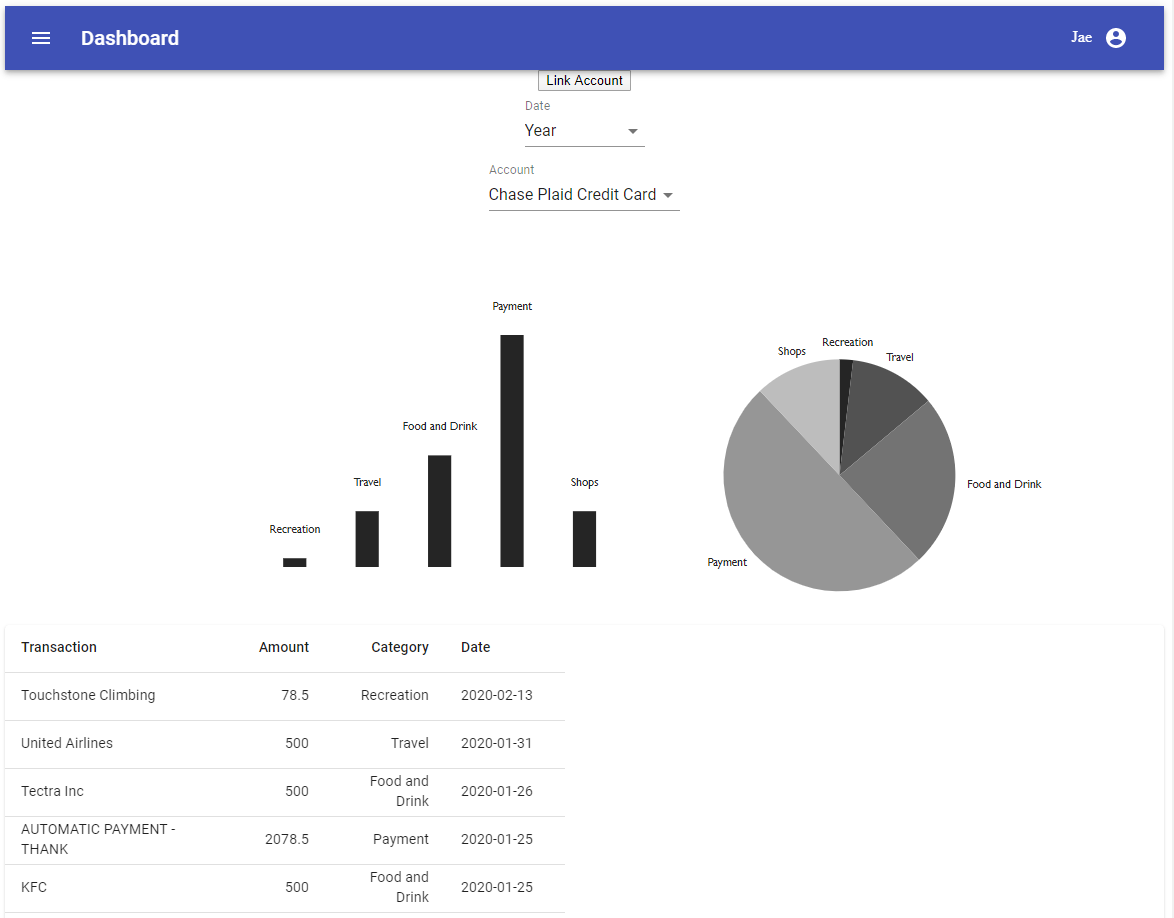 Dashboard
Jae
Link Account
Date
Year
Account
Chase Plaid Credit Card
Payment
Food and Drink
Travel
Shops
Recreation
Recreation
Shops
Travel
Food and Drink
Payment
Transaction Amount Category Date
Touchstone Climbing 78.5 Recreation 2020-02-13
United Airlines 500 Travel 2020-01-31
Tectra Inc 500 Food and Drink 2020-01-26
AUTOMATIC PAYMENT - THANK 2078.5 Payment 2020-01-25
KFC 500 Food and Drink 2020-01-25